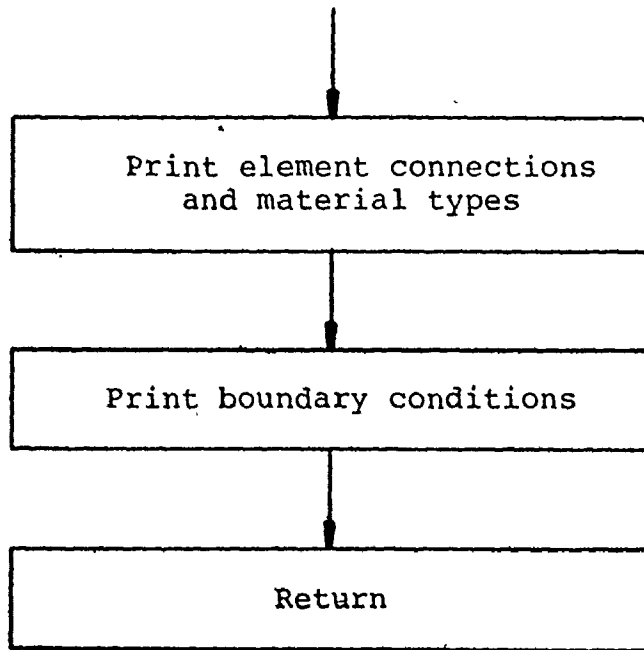 Print element connections
and material types
Print boundary conditions
Return